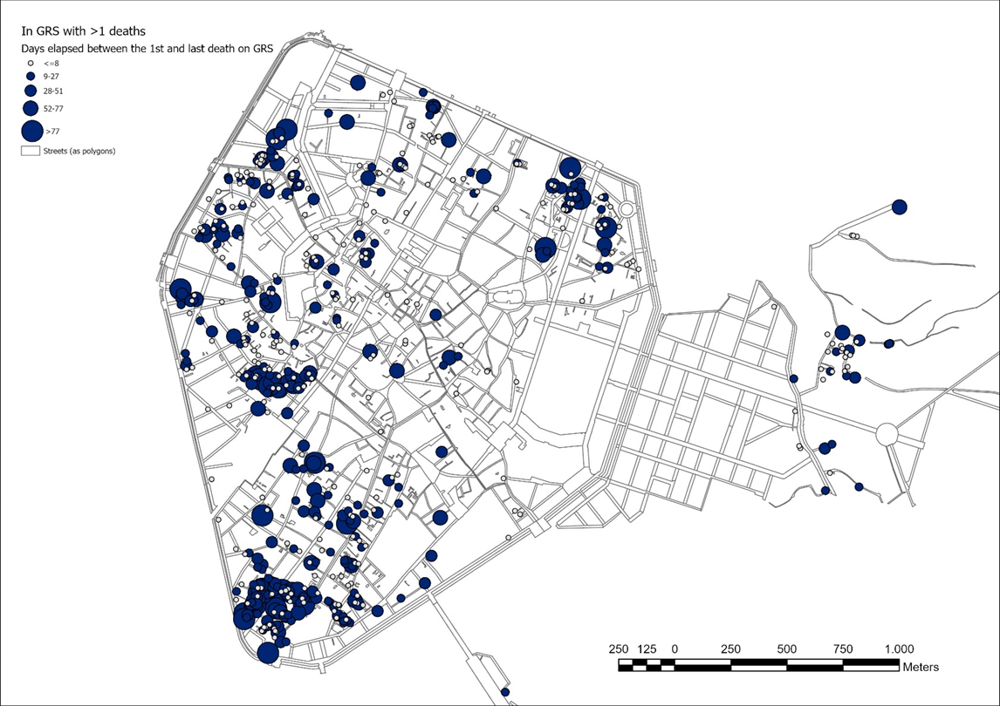 In GRS with >1 deaths
Days elapsed between the 1st and last death on GRS
<=8
9-27
28-51
52-77
>77
Streets (as polygons)
250 125 0 250 500 750 1.000
Meters